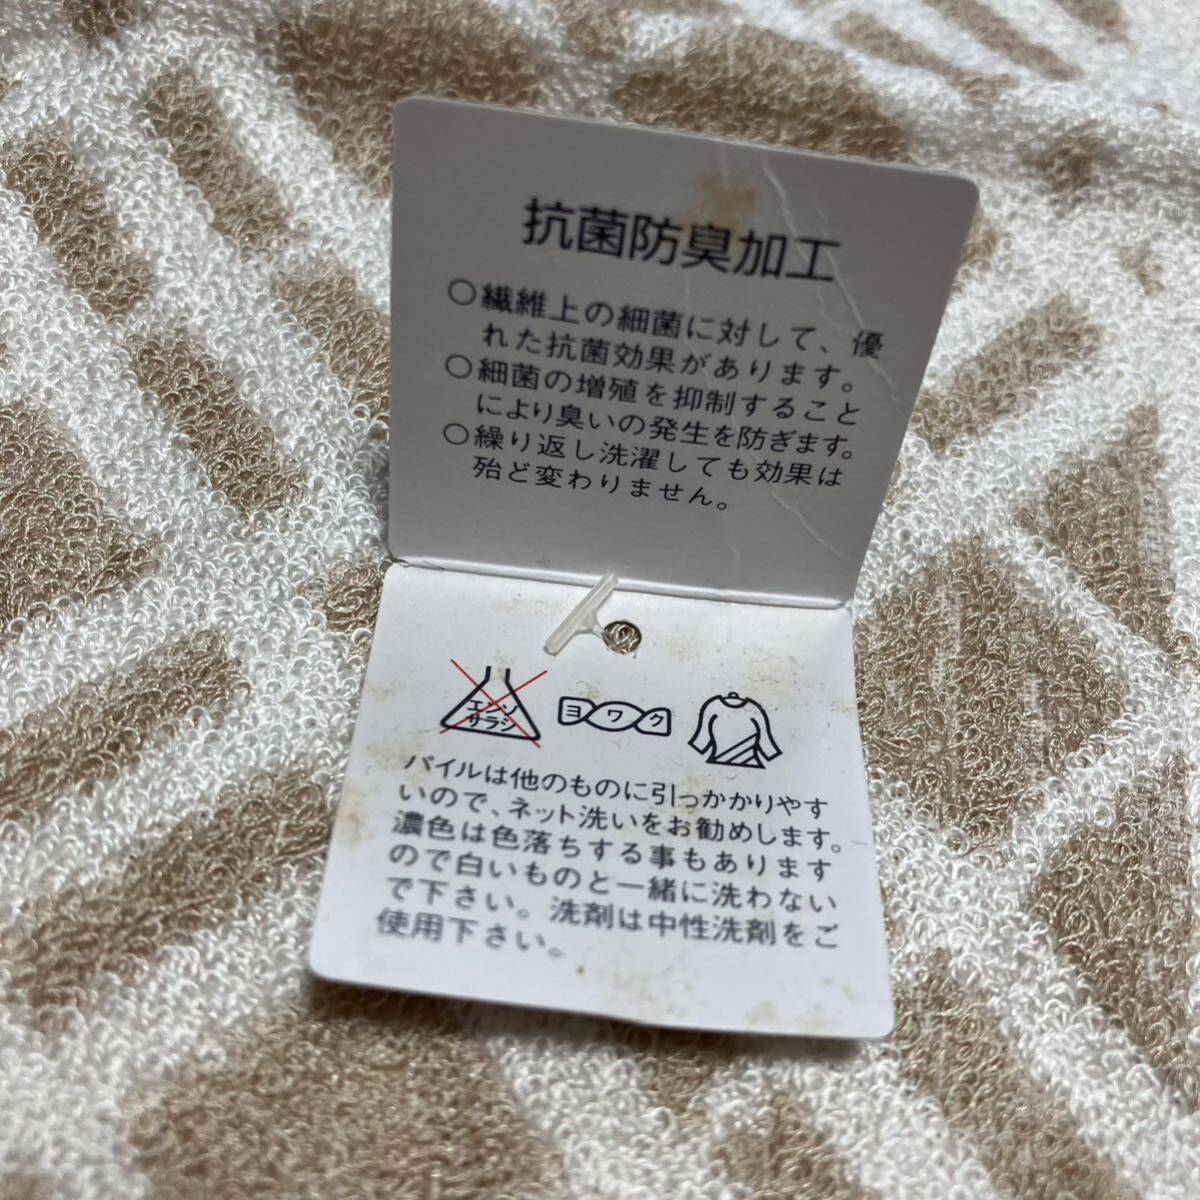 抗菌防臭加工
○繊維上の細菌に対して、優
れた抗菌効果があります。
○細菌の増殖を抑制すること
により臭いの発生を防ぎます。
○繰り返し洗濯しても効果は
殆ど変わりません。
エンソ
サラシ
ヨワク
パイルは他のものに引っかかりやす
いので、ネット洗いをお勧めします。
濃色は色落ちする事もあります
ので白いものと一緒に洗わない
で下さい。洗剤は中性洗剤をご
使用下さい。